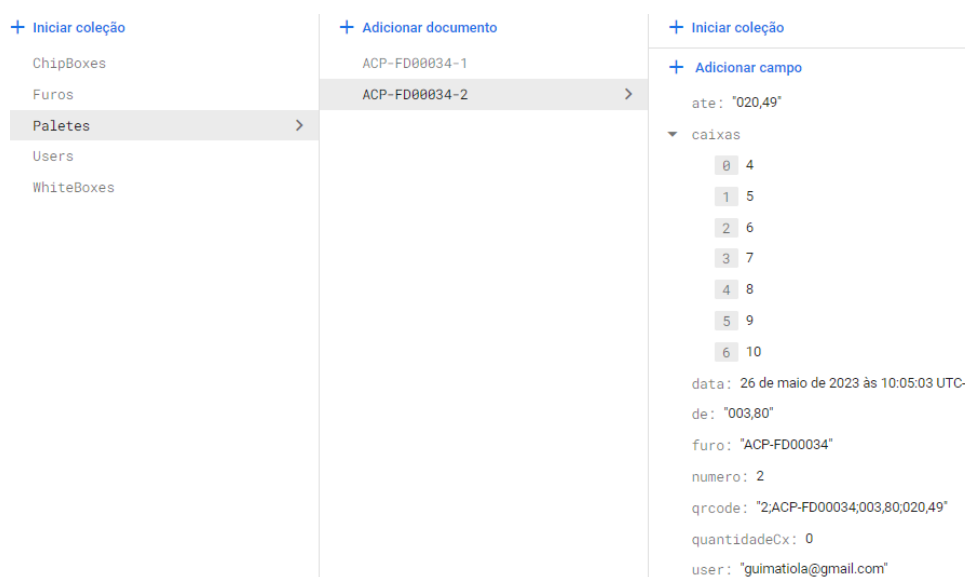 + Iniciar coleção
ChipBoxes
Furos
Paletes
Users
WhiteBoxes
+ Adicionar documento
ACP-FD00034-1
ACP-FD00034-2
+ Iniciar coleção
+ Adicionar campo
ate: "020,49"
caixas
0 4
1 5
2 6
3 7
4 8
5 9
6 10
data: 26 de maio de 2023 às 10:05:03 UTC-
de: "003,80"
furo: "ACP-FD00034"
numero: 2
qrcode: "2;ACP-FD00034;003,80;020,49"
quantidadeCx: 0
user: "guimatiola@gmail.com"